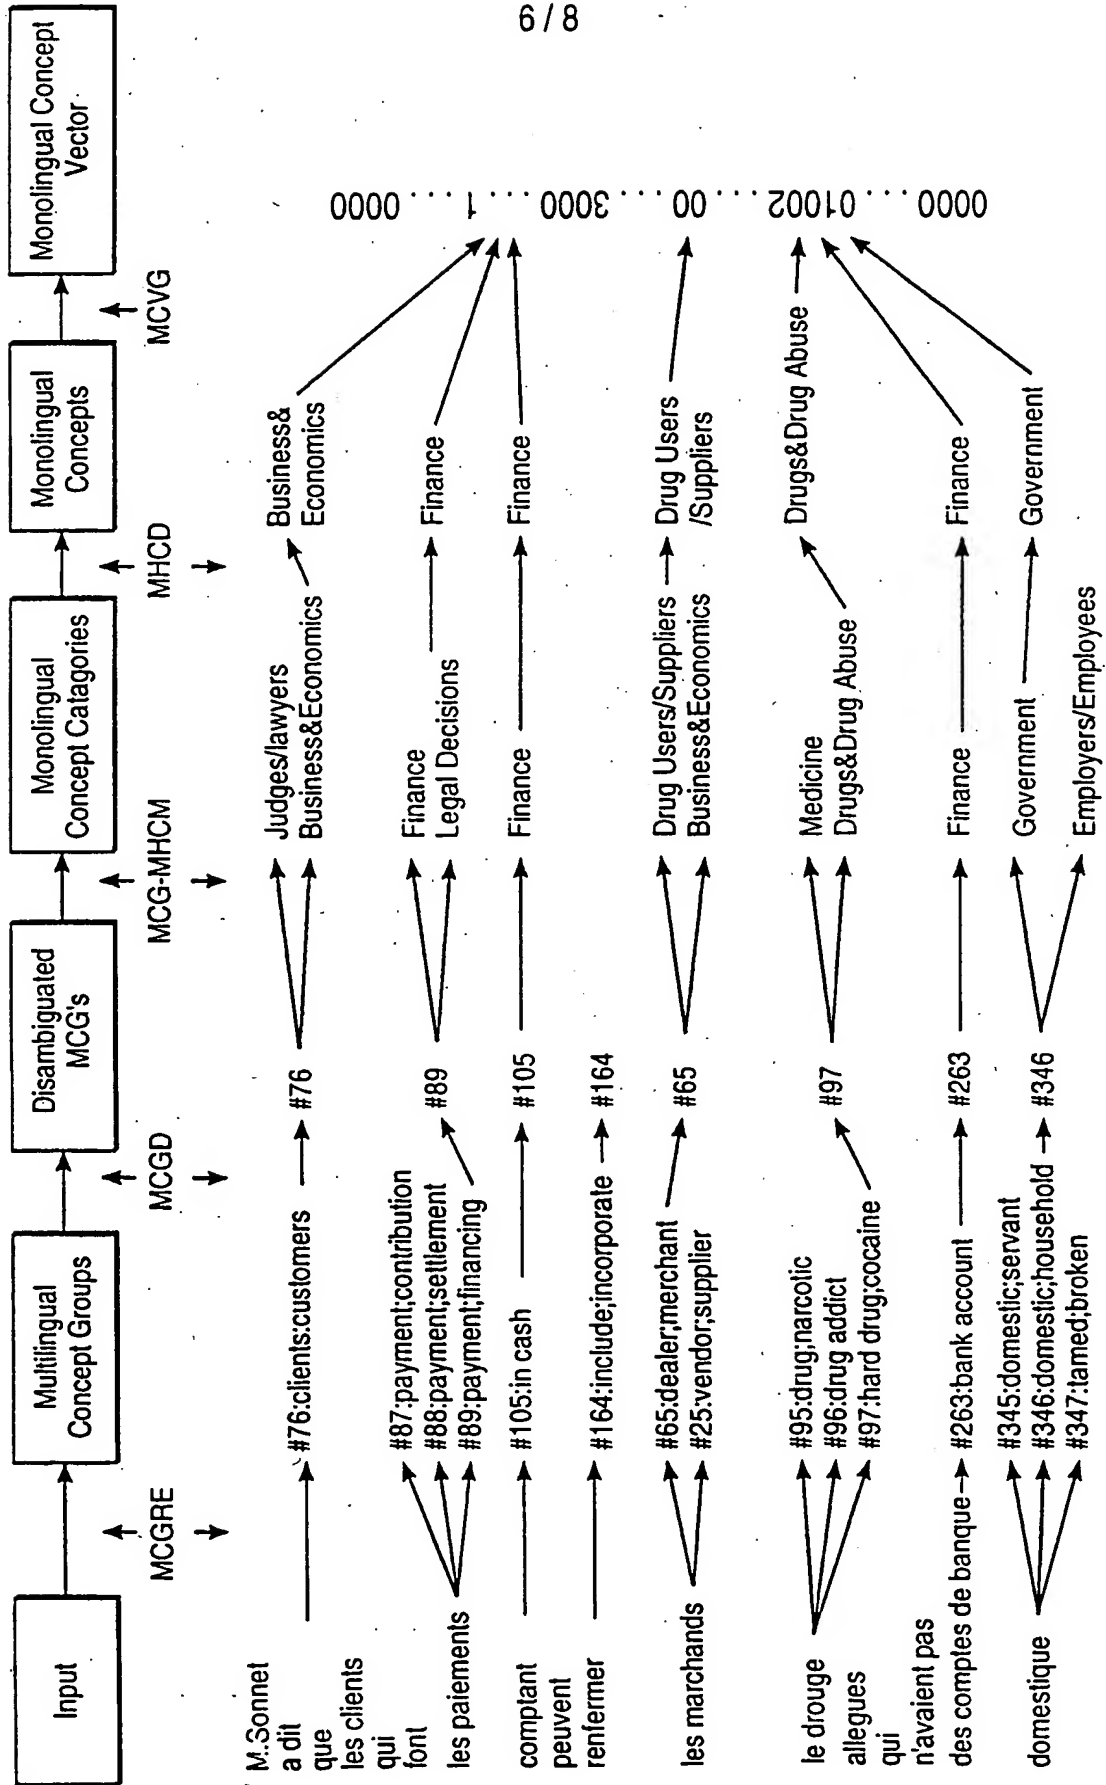 8 / 9
Input
Multilingual
Concept Groups
Disambiguated
MCG's
Monolingual
Concept Catagories
Monolingual
Concepts
Monolingual Concept
Vector
MCGRE
MCGD
MCG-MHCM
MHCD
MCVG
M.Sonnet
a dit
que
les clients
qui
font
#76:clients:customers
#76
Judges/lawyers
Business&Economics
Business&
Economics
les paiements
#87:payment;contribution
#88:payment;settlement
#89:payment;financing
#89
Finance
Legal Decisions
Finance
comptant
peuvent
renfermer
#105:in cash
#105
Finance
Finance
#164:include;incorporate
#164
les marchands
#65:dealer;merchant
#25:vendor;supplier
#65
Drug Users/Suppliers
Business&Economics
Drug Users
/Suppliers
le drouge
allegues
qui
n'avaient pas
des comptes de banque
#95:drug;narcotic
#96:drug addict
#97:hard drug;cocaine
#97
Medicine
Drugs&Drug Abuse
Drugs&Drug Abuse
#263:bank account
#263
Finance
Finance
domestique
#345:domestic;servant
#346:domestic;household
#347:tamed;broken
#346
Government
Employers/Employees
Government
0000 . . . . 1 . . . . 3000 . . . . 00 . . . . 20010 . . . . 0000